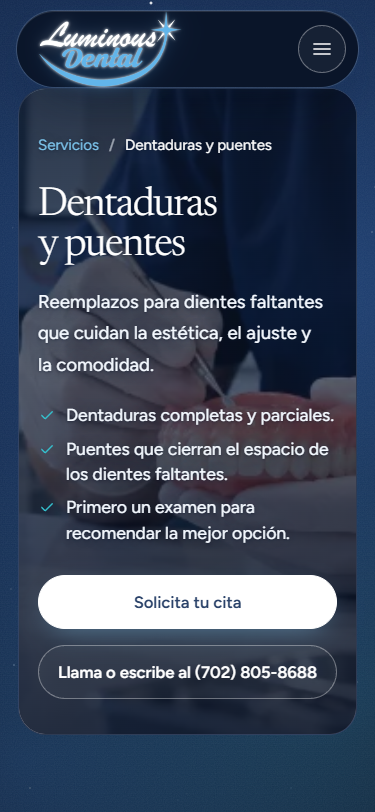 Luminous
Dental
Servicios / Dentaduras y puentes
Dentaduras
y puentes
Reemplazos para dientes faltantes
que cuidan la estética, el ajuste y
la comodidad.
Dentaduras completas y parciales.
Puentes que cierran el espacio de
los dientes faltantes.
Primero un examen para
recomendar la mejor opción.
Solicita tu cita
Llama o escribe al (702) 805-8688